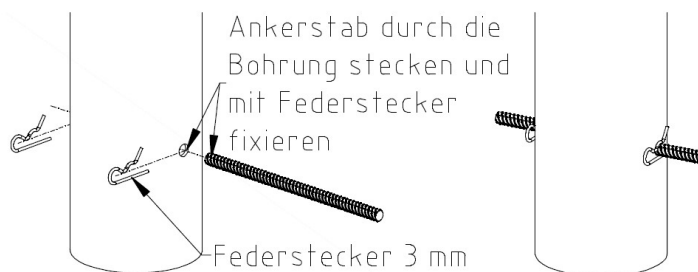 Ankerstab durch die
Bohrung stecken und
mit Federstecker
fixieren
Federstecker 3 mm